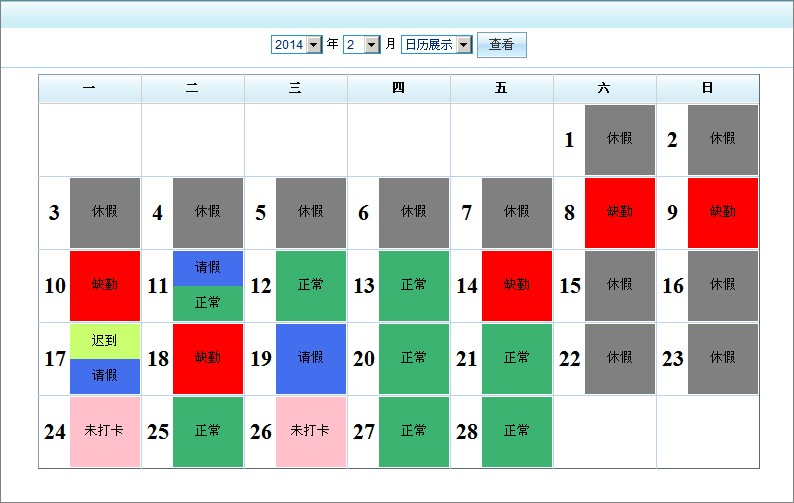 2014 年 2 月 日历展示 查看
一 二 三 四 五 六 日
1 休假 2 休假
3 休假 4 休假 5 休假 6 休假 7 休假 8 缺勤 9 缺勤
10 缺勤 11 请假 正常 12 正常 13 正常 14 缺勤 15 休假 16 休假
17 迟到 请假 18 缺勤 19 请假 20 正常 21 正常 22 休假 23 休假
24 未打卡 25 正常 26 未打卡 27 正常 28 正常